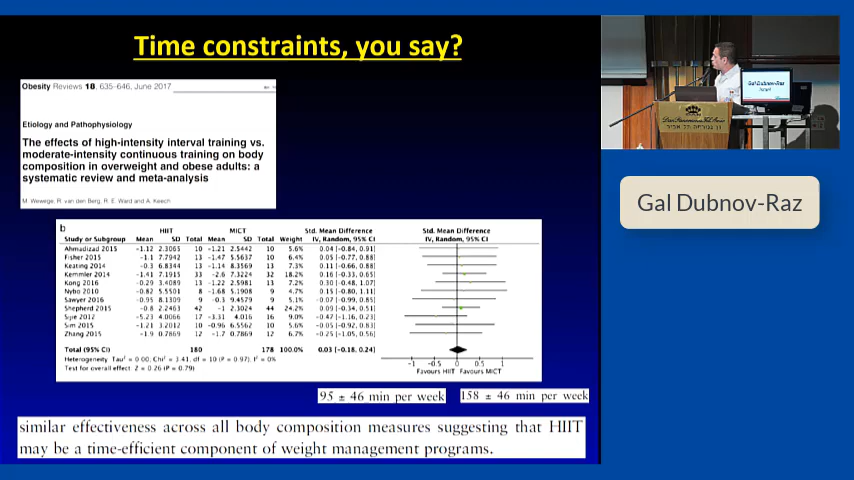 Time constraints, you say?
Obesity Reviews 18, 635–646, June 2017
Etiology and Pathophysiology
The effects of high-intensity interval training vs.
moderate-intensity continuous training on body
composition in overweight and obese adults: a
systematic review and meta-analysis
M. Wewege, R. van den Berg, R. E. Ward and A. Keech
b
HIIT MICT Std. Mean Difference Std. Mean Difference
Study or Subgroup Mean SD Total Mean SD Total Weight IV, Random, 95% CI IV, Random, 95% CI
Ahmadizad 2015 -1.12 2.3065 10 -1.21 2.5442 10 5.6% 0.04 [-0.84, 0.91]
Fisher 2015 -1.1 7.7942 13 -1.47 5.5637 10 6.4% 0.05 [-0.77, 0.88]
Keating 2014 -0.3 6.8344 13 -1.14 8.3569 13 7.3% 0.11 [-0.66, 0.88]
Kemmler 2014 -1.41 7.1915 33 -2.6 7.3224 32 18.2% 0.16 [-0.33, 0.65]
Kong 2016 -0.29 3.4089 13 -1.22 2.5981 13 7.2% 0.30 [-0.48, 1.07]
Nybo 2010 -0.82 5.5501 8 -1.68 5.1908 9 4.7% 0.15 [-0.80, 1.11]
Sawyer 2016 -0.95 8.1309 9 -0.3 9.4579 9 5.1% -0.07 [-0.99, 0.85]
Shepherd 2015 -0.8 2.2463 42 -1 2.3024 44 24.2% 0.09 [-0.34, 0.51]
2012 -5.23 4.0066 17 -3.31 4.016 16 9.0% -0.47 [-1.16, 0.23]
Sim 2015 -1.21 3.2012 10 -0.96 6.5562 10 5.6% -0.05 [-0.92, 0.83]
Zhang 2015 -1.9 0.7869 12 -1.7 0.7869 12 6.7% -0.25 [-1.05, 0.56]
Total (95% CI) 180 178 100.0% 0.03 [-0.18, 0.24]
Heterogeneity: Tau² = 0.00; Chi² = 3.41, df = 10 (P = 0.97); I² = 0%
Test for overall effect: Z = 0.26 (P = 0.79)
-1 -0.5 0 0.5 1
Favours HIIT Favours MICT
95 ± 46 min per week 158 ± 46 min per week
similar effectiveness across all body composition measures suggesting that HIIT
may be a time-efficient component of weight management programs.
Gal Dubnov-Raz
Israel
Gal Dubnov-Raz